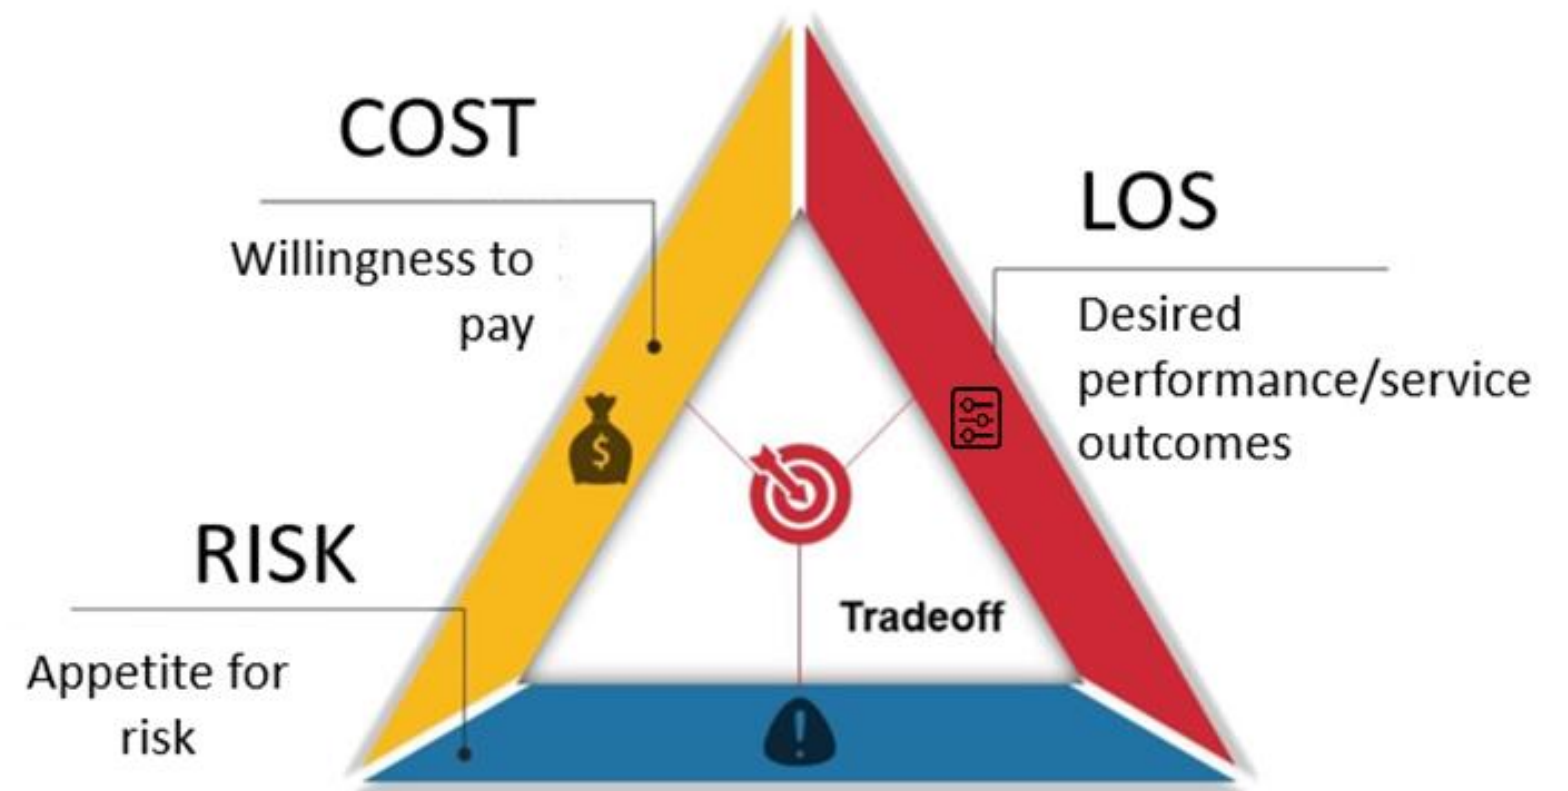 COST
Willingness to
pay
LOS
Desired
performance/service
outcomes
$
RISK
Appetite for
risk
Tradeoff
!